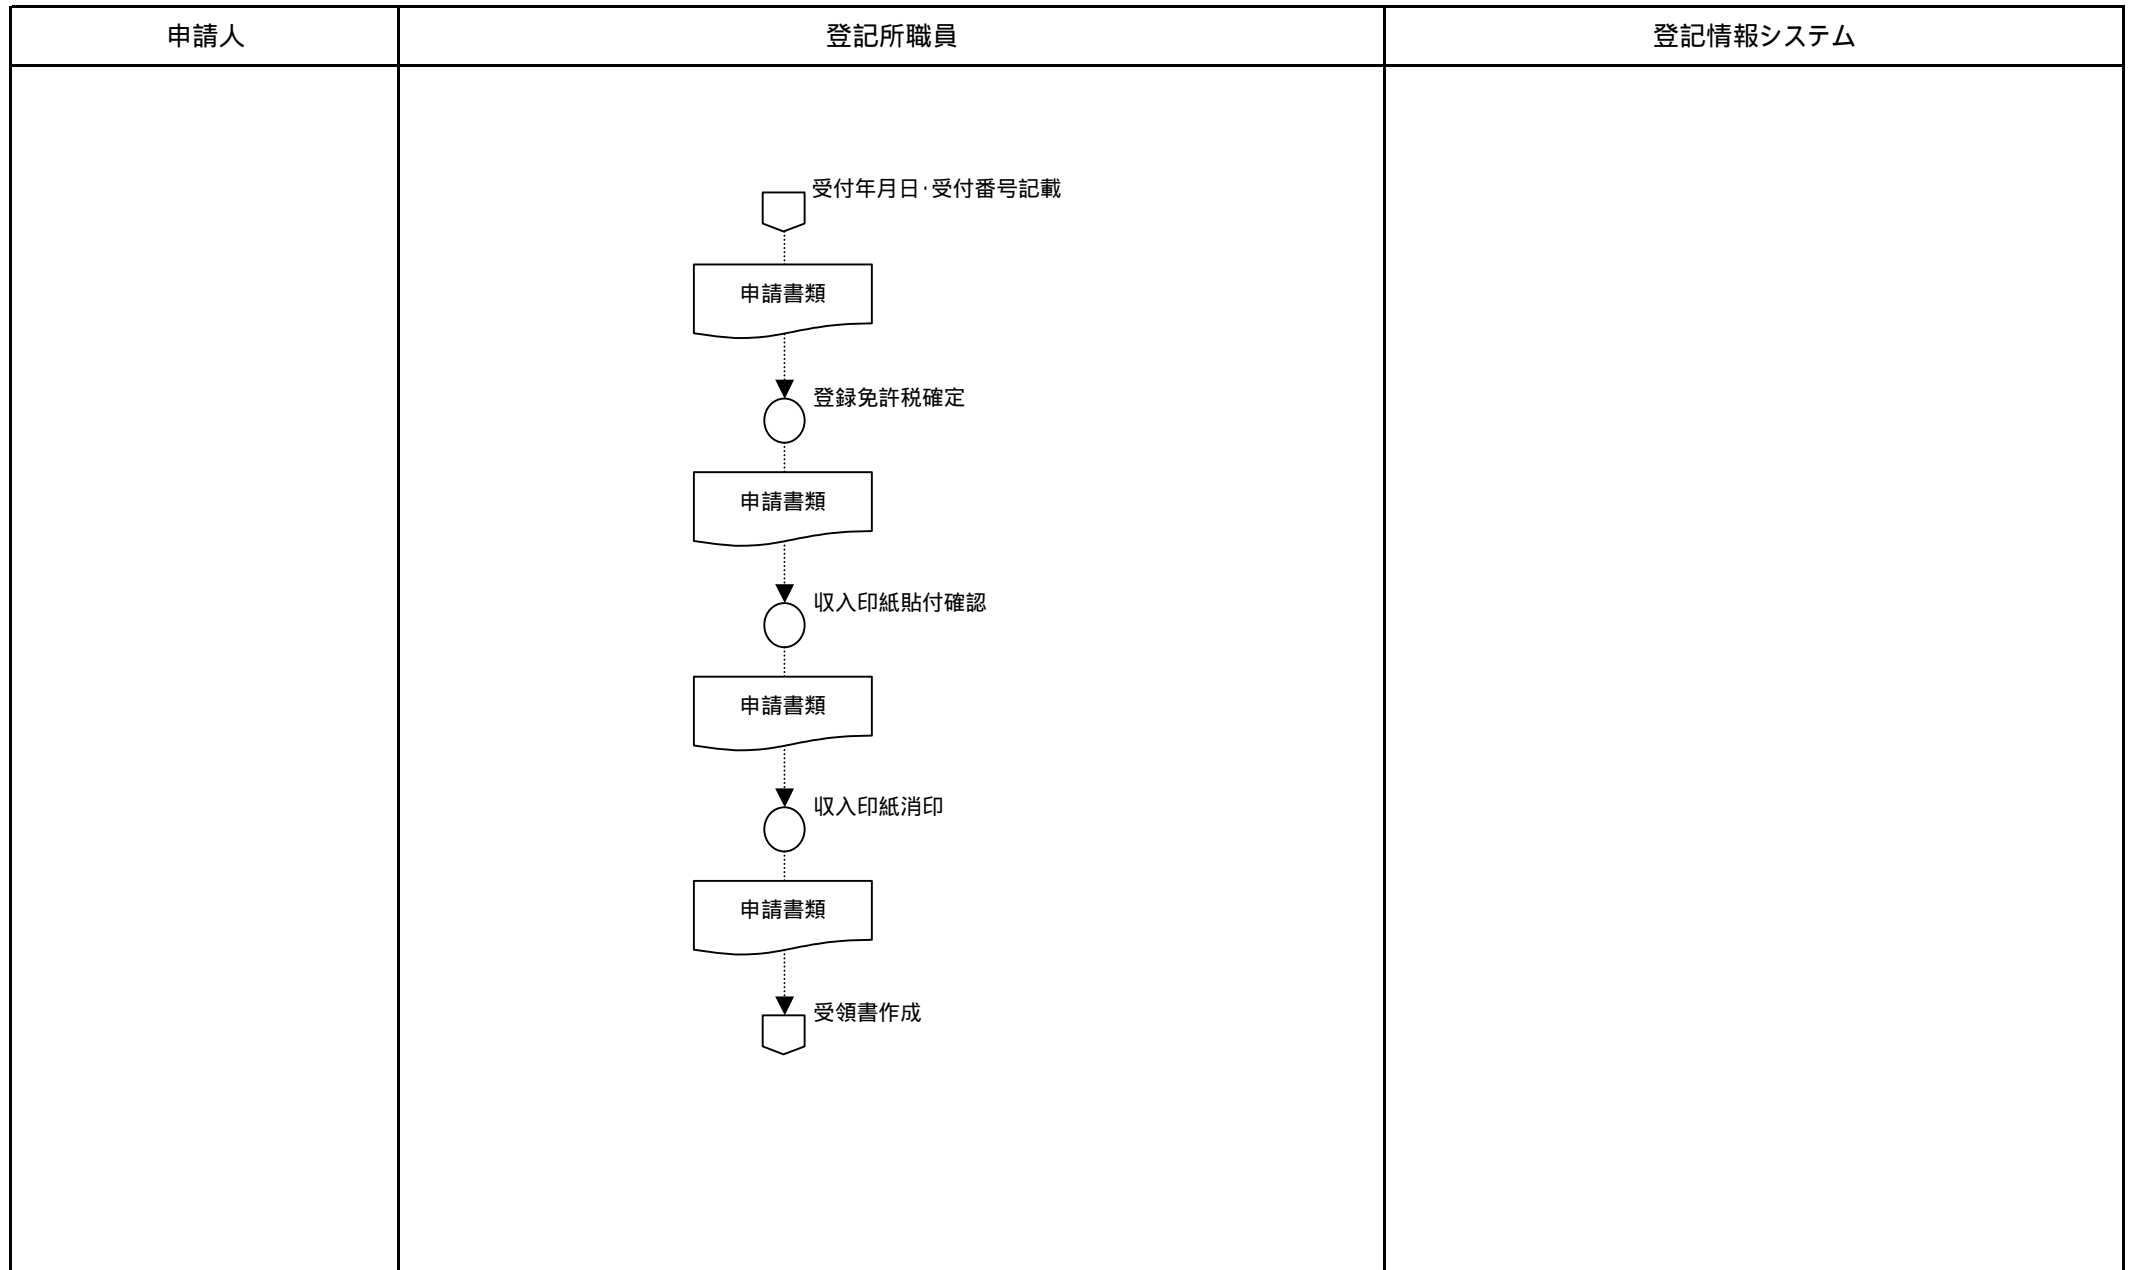 申請人
登記所職員
登記情報システム
受付年月日・受付番号記載
申請書類
登録免許税確定
申請書類
収入印紙貼付確認
申請書類
収入印紙消印
申請書類
受領書作成